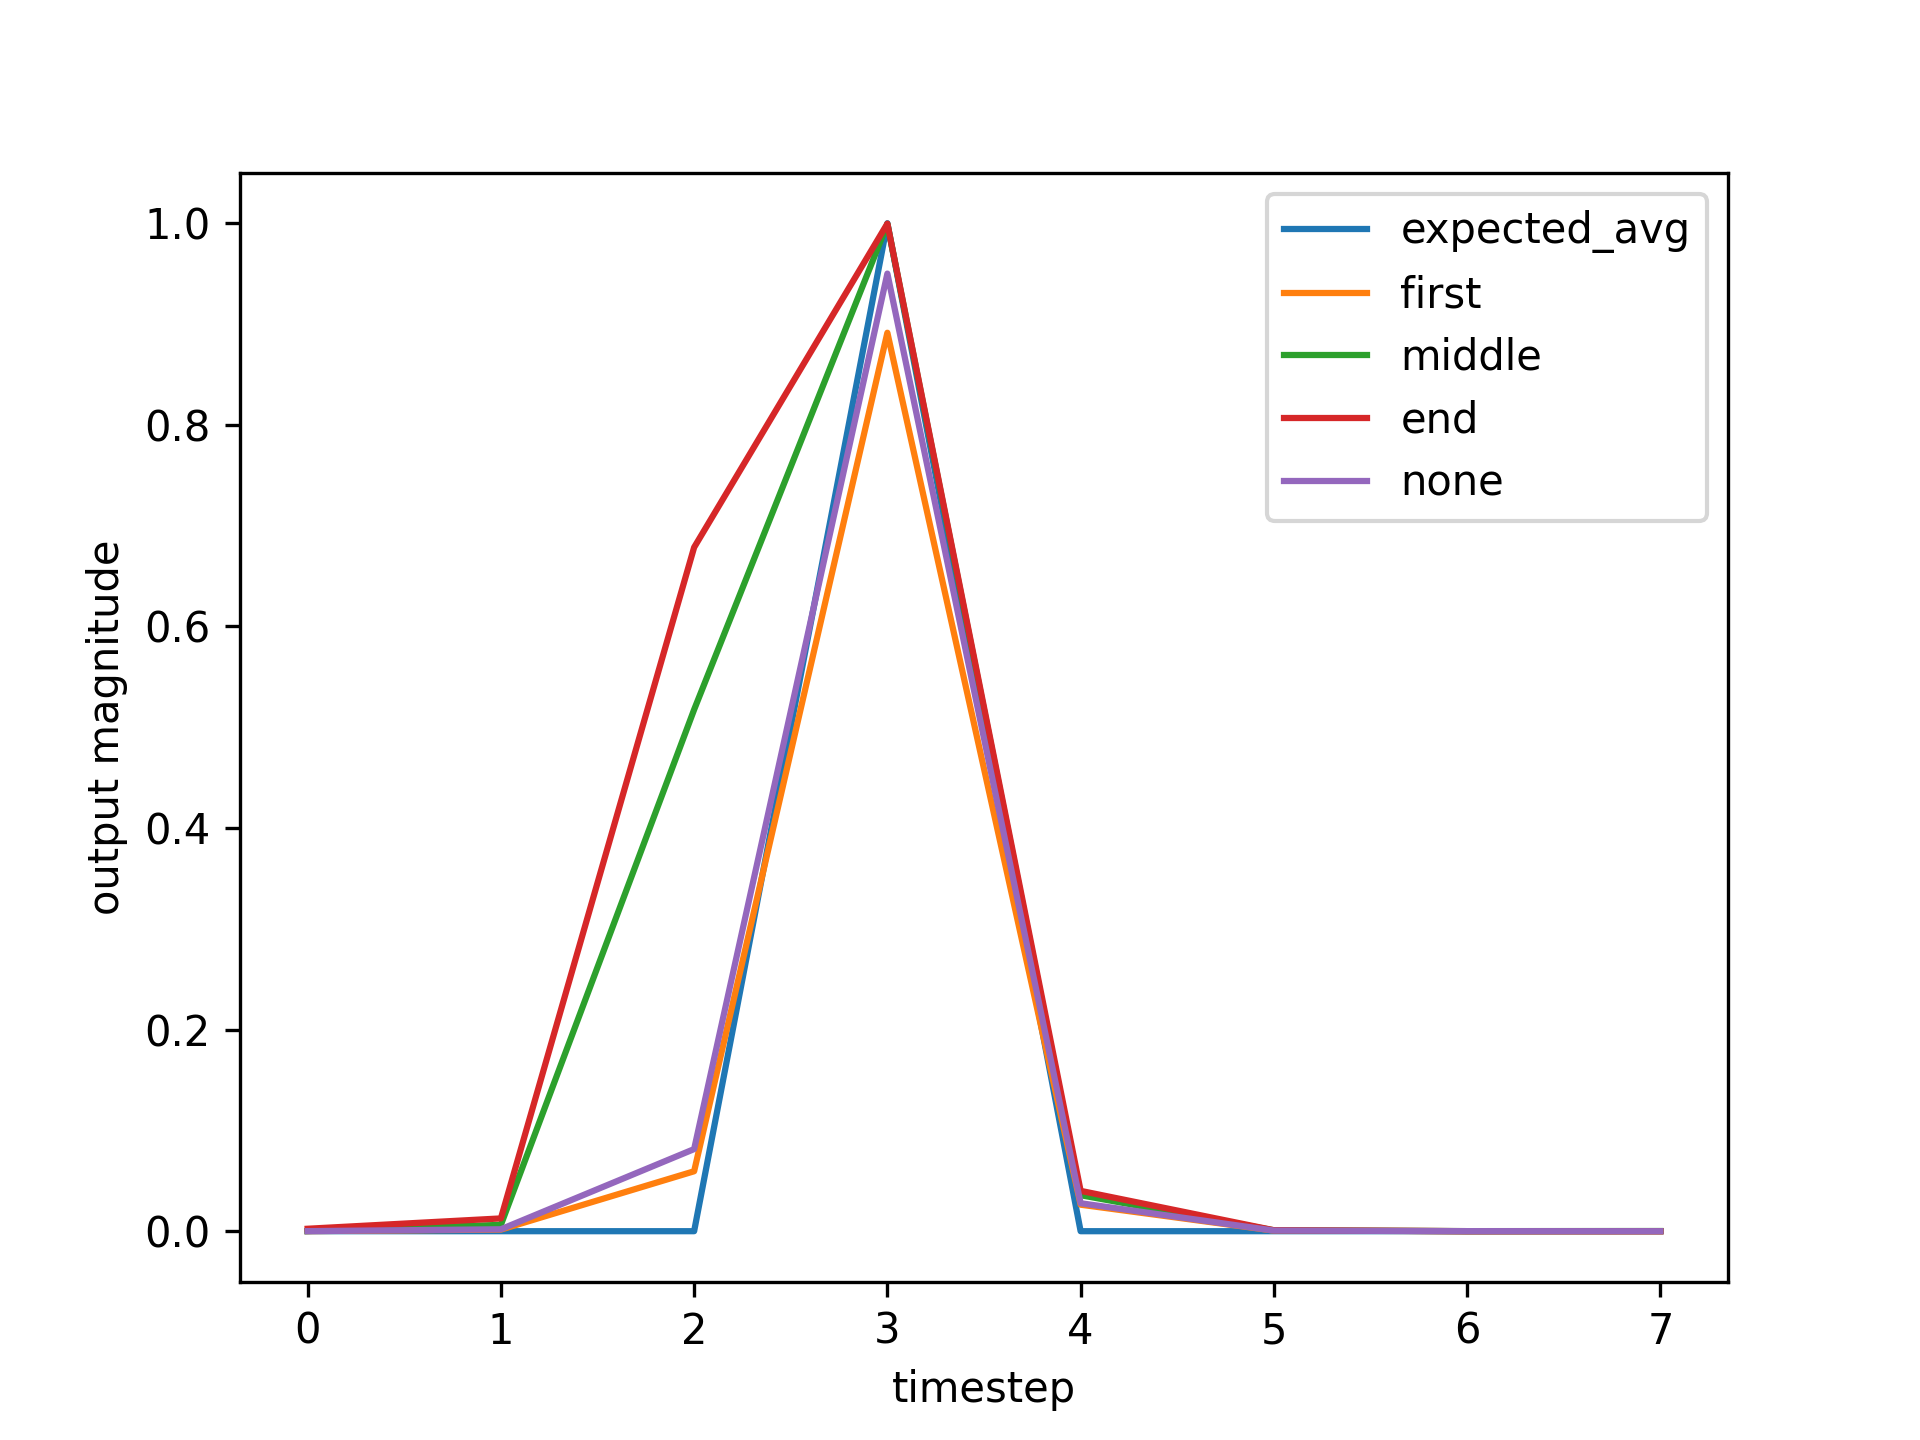 1.0
0.8
0.6
0.4
0.2
0.0
output magnitude
0 1 2 3 4 5 6 7
timestep
expected_avg
first
middle
end
none